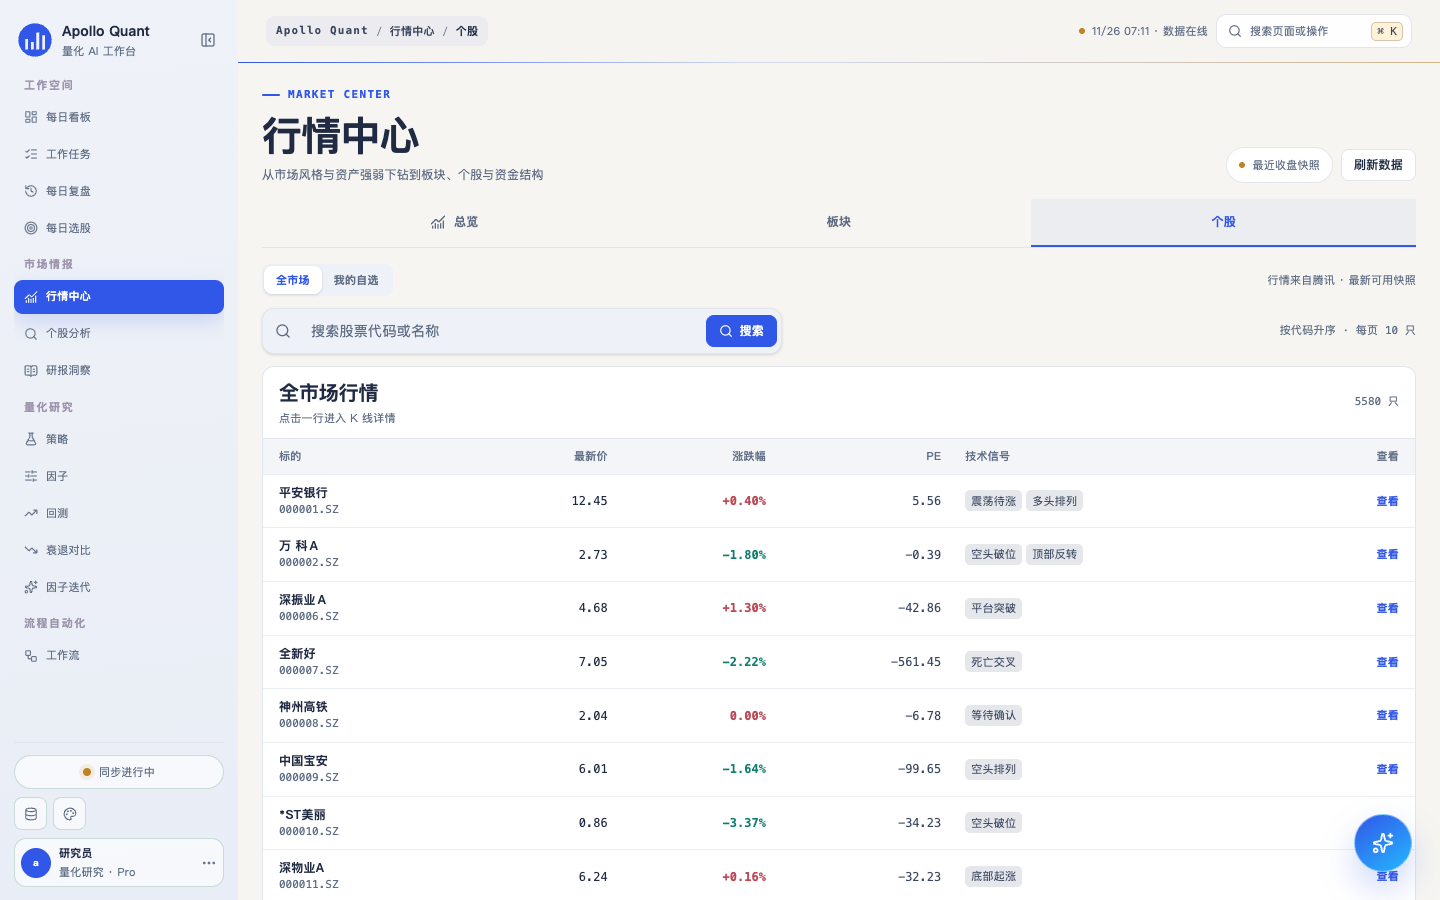 Apollo Quant
量化 AI 工作台
工作空间
每日看板
工作任务
每日复盘
每日选股
市场情报
行情中心
个股分析
研报洞察
量化研究
策略
因子
回测
衰退对比
因子迭代
流程自动化
工作流
同步进行中
a
研究员
量化研究 · Pro
Apollo Quant / 行情中心 / 个股
11/26 07:11 · 数据在线
搜索页面或操作
⌘ K
MARKET CENTER
行情中心
从市场风格与资产强弱下钻到板块、个股与资金结构
最近收盘快照
刷新数据
总览
板块
个股
全市场
我的自选
行情来自腾讯 · 最新可用快照
搜索股票代码或名称
搜索
按代码升序 · 每页 10 只
全市场行情
点击一行进入 K 线详情
5580 只
标的 最新价 涨跌幅 PE 技术信号 查看
平安银行
000001.SZ
12.45 +0.40% 5.56 震荡待涨 多头排列 查看
万 科A
000002.SZ
2.73 −1.80% −0.39 空头破位 顶部反转 查看
深振业A
000006.SZ
4.68 +1.30% −42.86 平台突破 查看
全新好
000007.SZ
7.05 −2.22% −561.45 死亡交叉 查看
神州高铁
000008.SZ
2.04 0.00% −6.78 等待确认 查看
中国宝安
000009.SZ
6.01 −1.64% −99.65 空头排列 查看
*ST美丽
000010.SZ
0.86 −3.37% −34.23 空头破位
深物业A
000011.SZ
6.24 +0.16% −32.23 底部起涨 查看